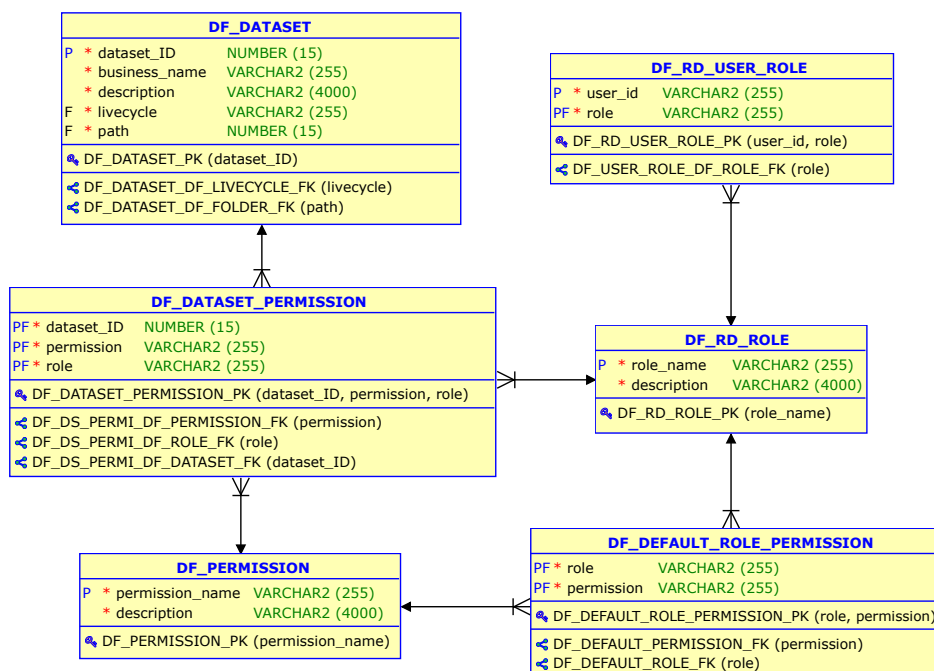 DF_DATASET
P * dataset_ID NUMBER (15)
* business_name VARCHAR2 (255)
* description VARCHAR2 (4000)
F * livecycle VARCHAR2 (255)
F * path NUMBER (15)
DF_DATASET_PK (dataset_ID)
DF_DATASET_DF_LIVECYCLE_FK (livecycle)
DF_DATASET_DF_FOLDER_FK (path)
DF_RD_USER_ROLE
P * user_id VARCHAR2 (255)
PF * role VARCHAR2 (255)
DF_RD_USER_ROLE_PK (user_id, role)
DF_USER_ROLE_DF_ROLE_FK (role)
DF_DATASET_PERMISSION
PF * dataset_ID NUMBER (15)
PF * permission VARCHAR2 (255)
PF * role VARCHAR2 (255)
DF_DATASET_PERMISSION_PK (dataset_ID, permission, role)
DF_DS_PERMI_DF_PERMISSION_FK (permission)
DF_DS_PERMI_DF_ROLE_FK (role)
DF_DS_PERMI_DF_DATASET_FK (dataset_ID)
DF_RD_ROLE
P * role_name VARCHAR2 (255)
* description VARCHAR2 (4000)
DF_RD_ROLE_PK (role_name)
DF_PERMISSION
P * permission_name VARCHAR2 (255)
* description VARCHAR2 (4000)
DF_PERMISSION_PK (permission_name)
DF_DEFAULT_ROLE_PERMISSION
PF * role VARCHAR2 (255)
PF * permission VARCHAR2 (255)
DF_DEFAULT_ROLE_PERMISSION_PK (role, permission)
DF_DEFAULT_PERMISSION_FK (permission)
DF_DEFAULT_ROLE_FK (role)